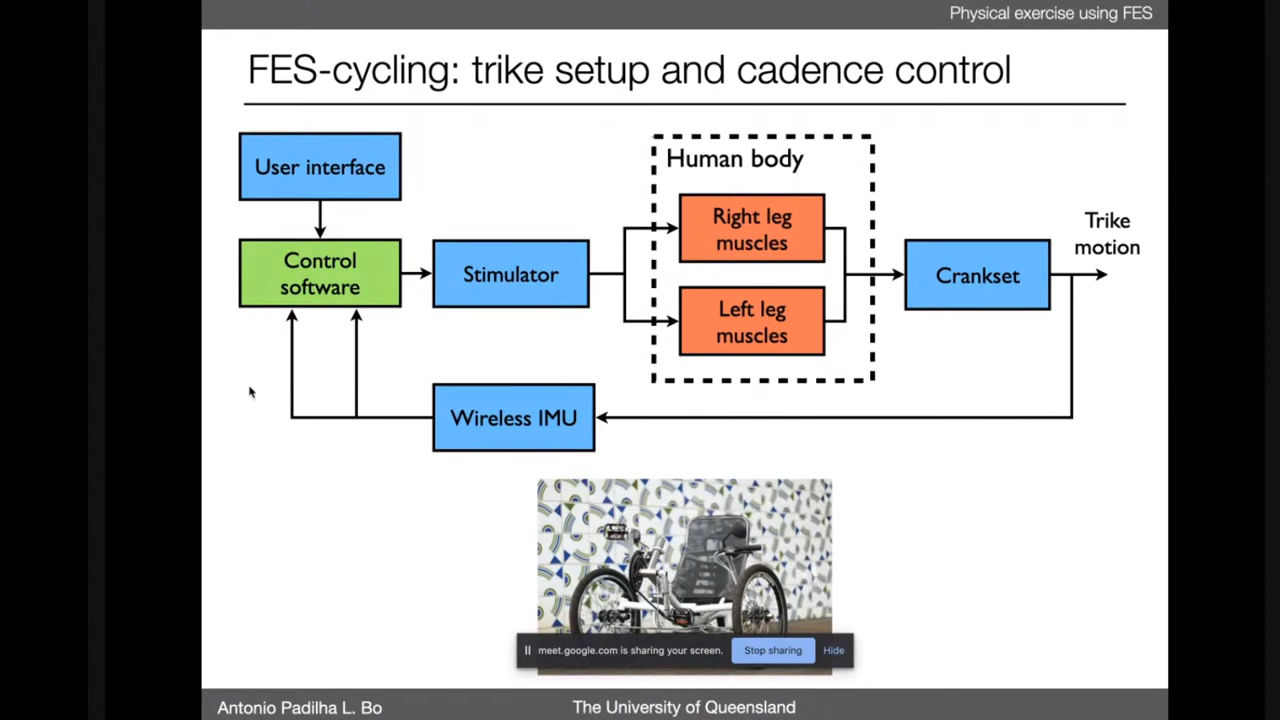 Physical exercise using FES
FES-cycling: trike setup and cadence control
User interface
Human body
Right leg
muscles
Trike
motion
Control
software
Stimulator
Crankset
Left leg
muscles
Wireless IMU
meet.google.com is sharing your screen.
Stop sharing
Hide
Antonio Padilha L. Bo
The University of Queensland